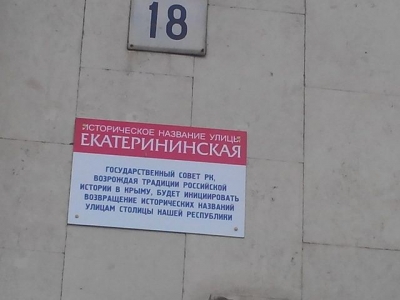 18
ИСТОРИЧЕСКОЕ НАЗВАНИЕ УЛИЦЫ
ЕКАТЕРИНИНСКАЯ
ГОСУДАРСТВЕННЫЙ СОВЕТ РК,
ВОЗРОЖДАЯ ТРАДИЦИИ РОССИЙСКОЙ
ИСТОРИИ В КРЫМУ, БУДЕТ ИНИЦИИРОВАТЬ
ВОЗВРАЩЕНИЕ ИСТОРИЧЕСКИХ НАЗВАНИЙ
УЛИЦАМ СТОЛИЦЫ НАШЕЙ РЕСПУБЛИКИ